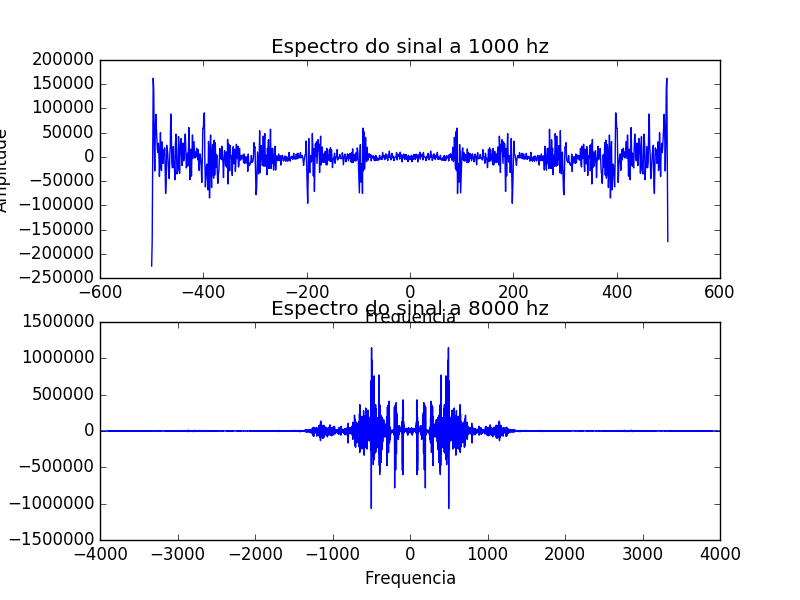 Espectro do sinal a 1000 hz
200000
150000
100000
50000
0
−50000
−100000
−150000
−200000
−250000
Amplitude
−600 −400 −200 0 200 400 600
Frequencia
Espectro do sinal a 8000 hz
1500000
1000000
500000
0
−500000
−1000000
−1500000
−4000 −3000 −2000 −1000 0 1000 2000 3000 4000
Frequencia